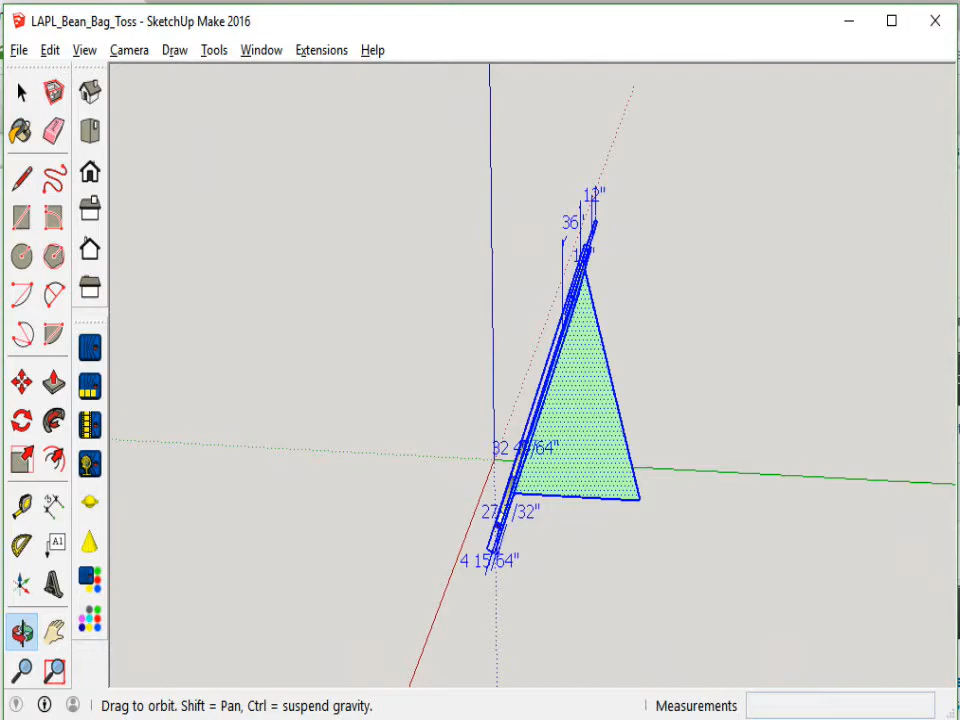 LAPL_Bean_Bag_Toss - SketchUp Make 2016
File Edit View Camera Draw Tools Window Extensions Help
12"
36
A1
27 /32"
4 15/64"
Drag to orbit. Shift = Pan, Ctrl = suspend gravity.
Measurements